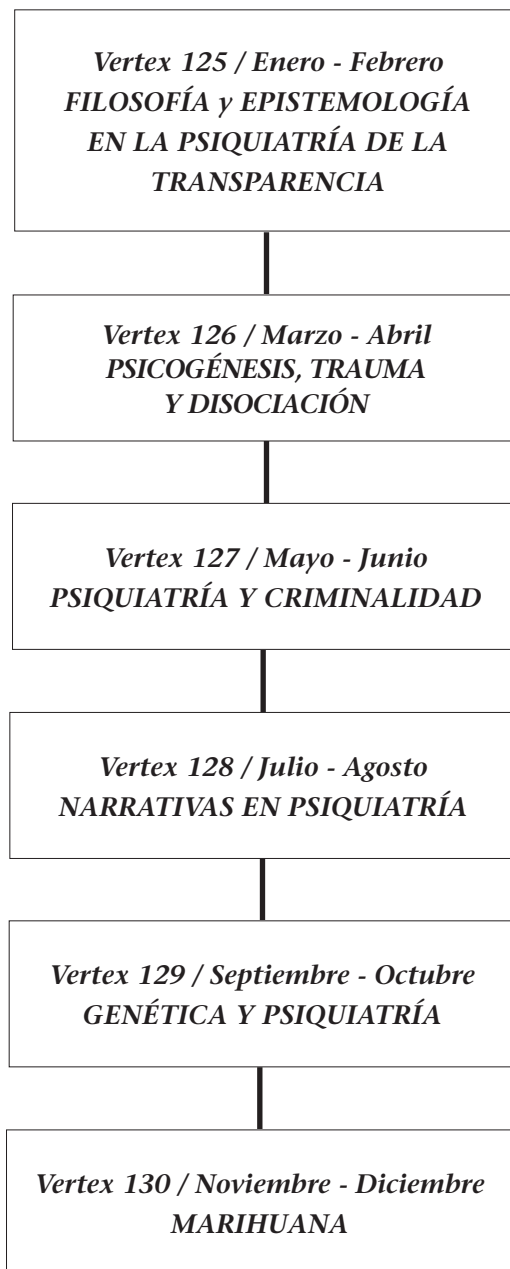 Vertex 125 / Enero - Febrero
FILOSOFÍA y EPISTEMOLOGÍA
EN LA PSIQUIATRÍA DE LA
TRANSPARENCIA
Vertex 126 / Marzo - Abril
PSICOGÉNESIS, TRAUMA
Y DISOCIACIÓN
Vertex 127 / Mayo - Junio
PSIQUIATRÍA Y CRIMINALIDAD
Vertex 128 / Julio - Agosto
NARRATIVAS EN PSIQUIATRÍA
Vertex 129 / Septiembre - Octubre
GENÉTICA Y PSIQUIATRÍA
Vertex 130 / Noviembre - Diciembre
MARIHUANA